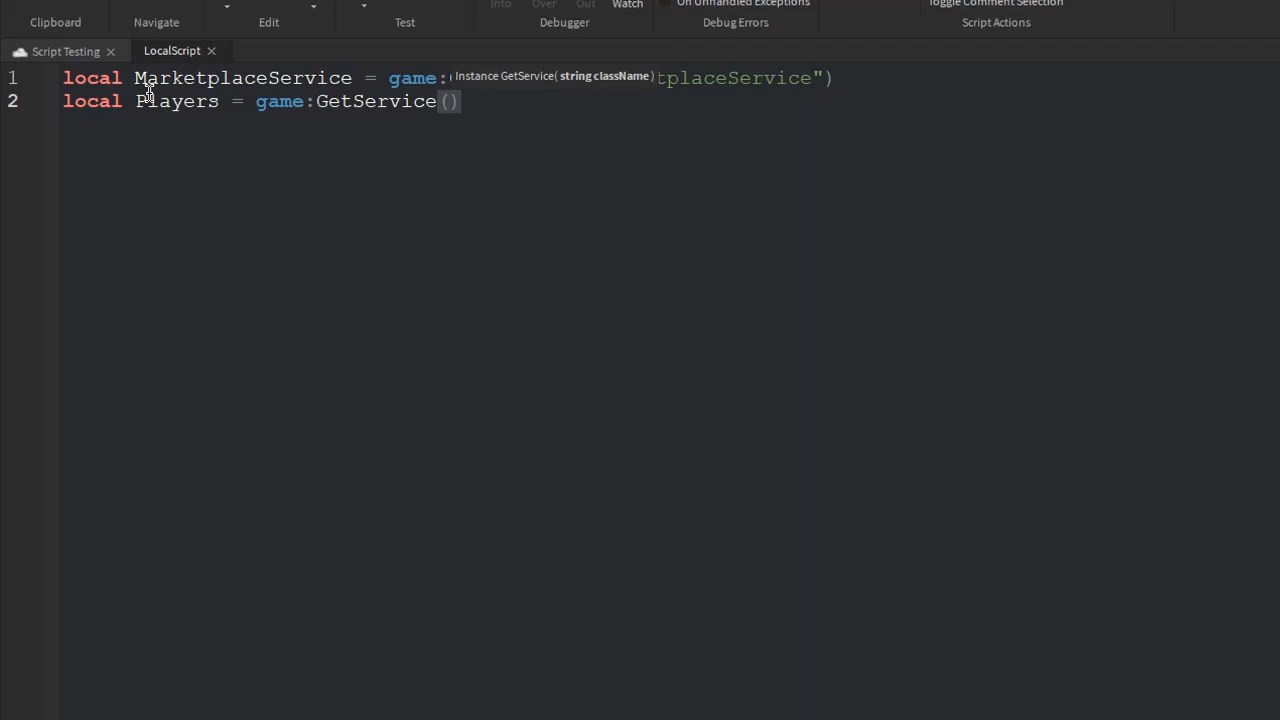 Into Over Out Watch On Unhandled Exceptions Toggle Comment Selection
Clipboard Navigate Edit Test Debugger Debug Errors Script Actions
Script Testing LocalScript
1 local MarketplaceService = game: Instance GetService(string className) tplaceService")
2 local Players = game:GetService()